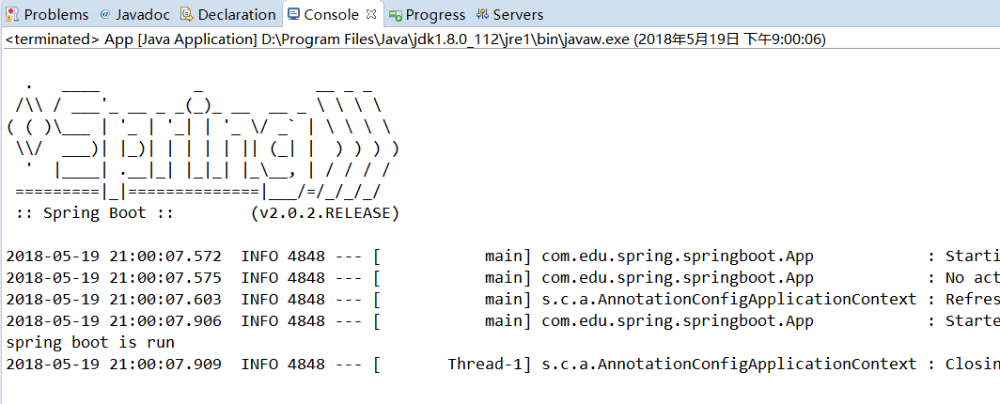 Problems @ Javadoc Declaration Console Progress Servers
<terminated> App [Java Application] D:\Program Files\Java\jdk1.8.0_112\jre1\bin\javaw.exe (2018年5月19日 下午9:00:06)
  .   ____          _            __ _ _
 /\\ / ___'_ __ _ _(_)_ __  __ _ \ \ \ \
( ( )\___ | '_ | '_| | '_ \/ _` | \ \ \ \
 \\/  ___)| |_)| | | | | || (_| |  ) ) ) )
  '  |____| .__|_| |_|_| |_\__, | / / / /
 =========|_|==============|___/=/_/_/_/
 :: Spring Boot ::        (v2.0.2.RELEASE)
2018-05-19 21:00:07.572  INFO 4848 --- [           main] com.edu.spring.springboot.App            : Starti
2018-05-19 21:00:07.575  INFO 4848 --- [           main] com.edu.spring.springboot.App            : No act
2018-05-19 21:00:07.603  INFO 4848 --- [           main] s.c.a.AnnotationConfigApplicationContext : Refres
2018-05-19 21:00:07.906  INFO 4848 --- [           main] com.edu.spring.springboot.App            : Starte
spring boot is run
2018-05-19 21:00:07.909  INFO 4848 --- [       Thread-1] s.c.a.AnnotationConfigApplicationContext : Closin